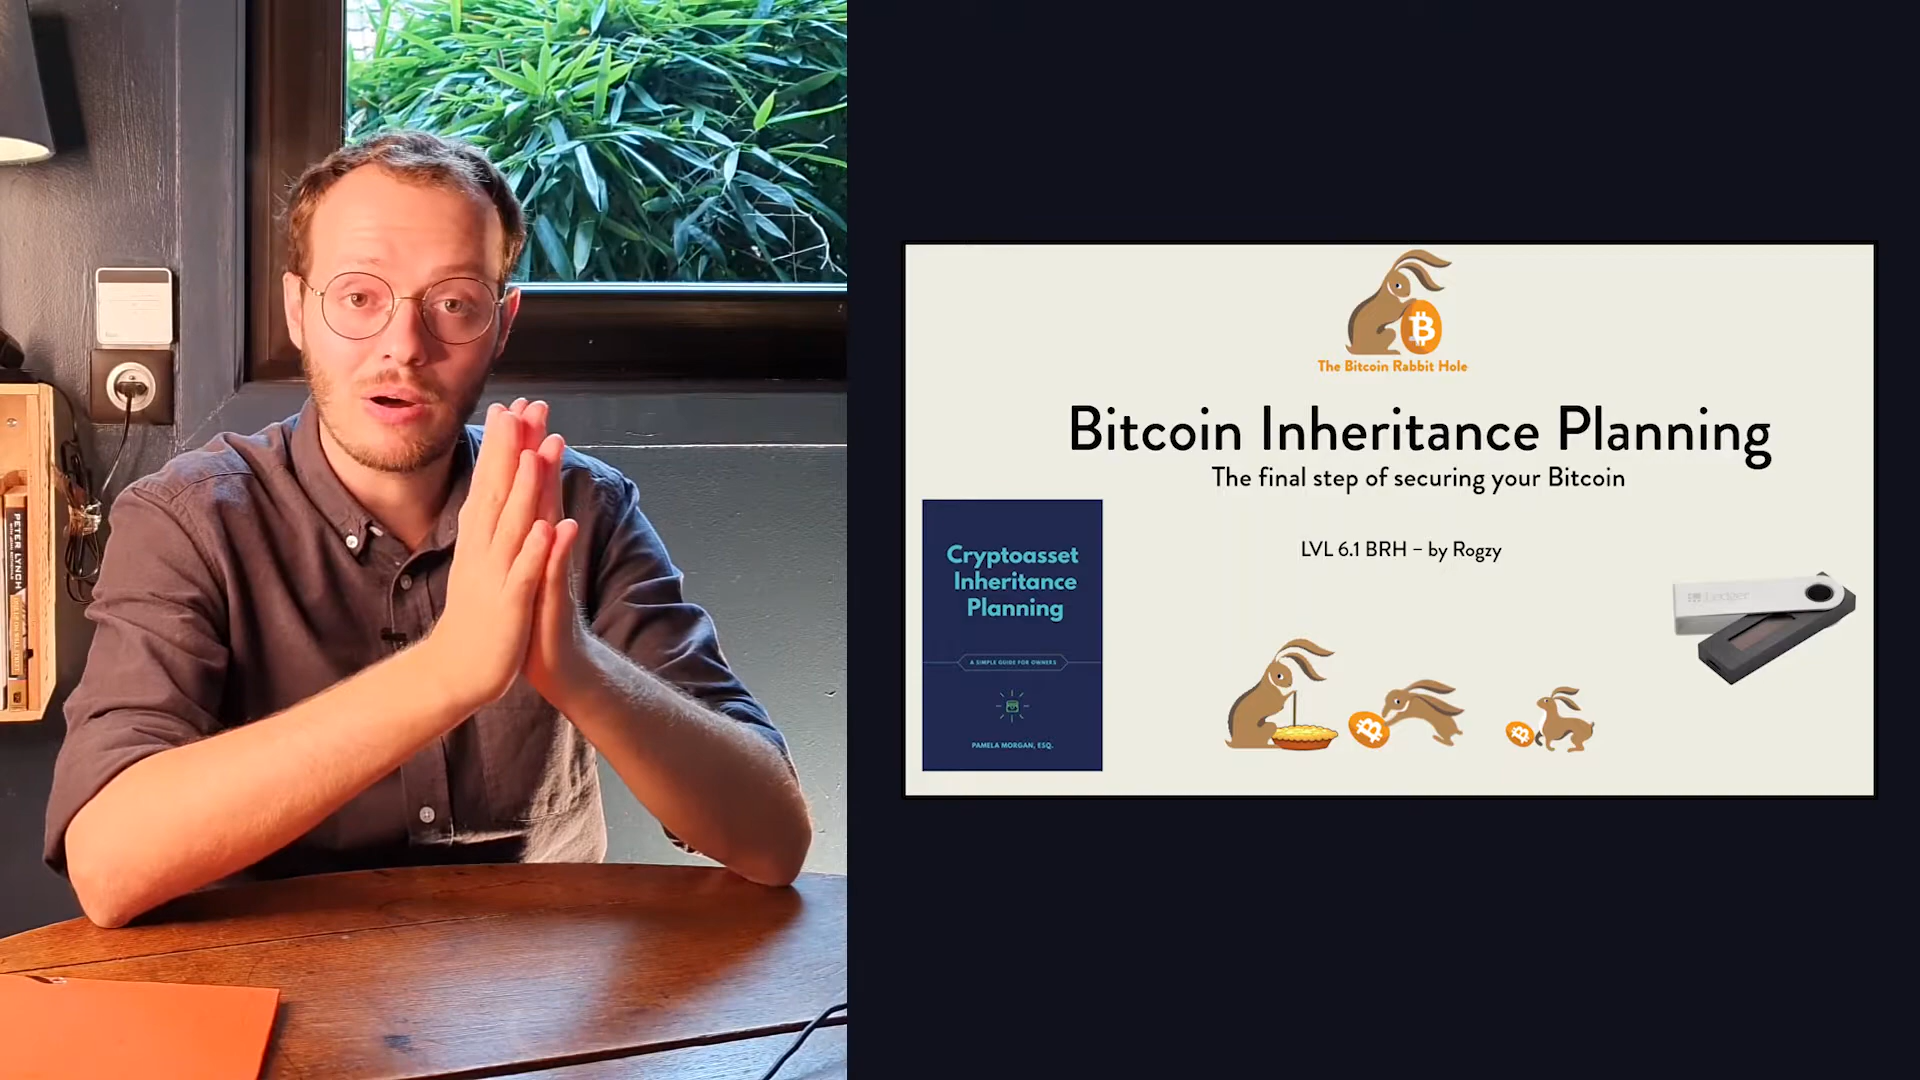 The Bitcoin Rabbit Hole
Bitcoin Inheritance Planning
The final step of securing your Bitcoin
LVL 6.1 BRH – by Rogzy
Cryptoasset
Inheritance
Planning
A SIMPLE GUIDE FOR OWNERS
PAMELA MORGAN, ESQ.
Ledger
PETER LYNCH